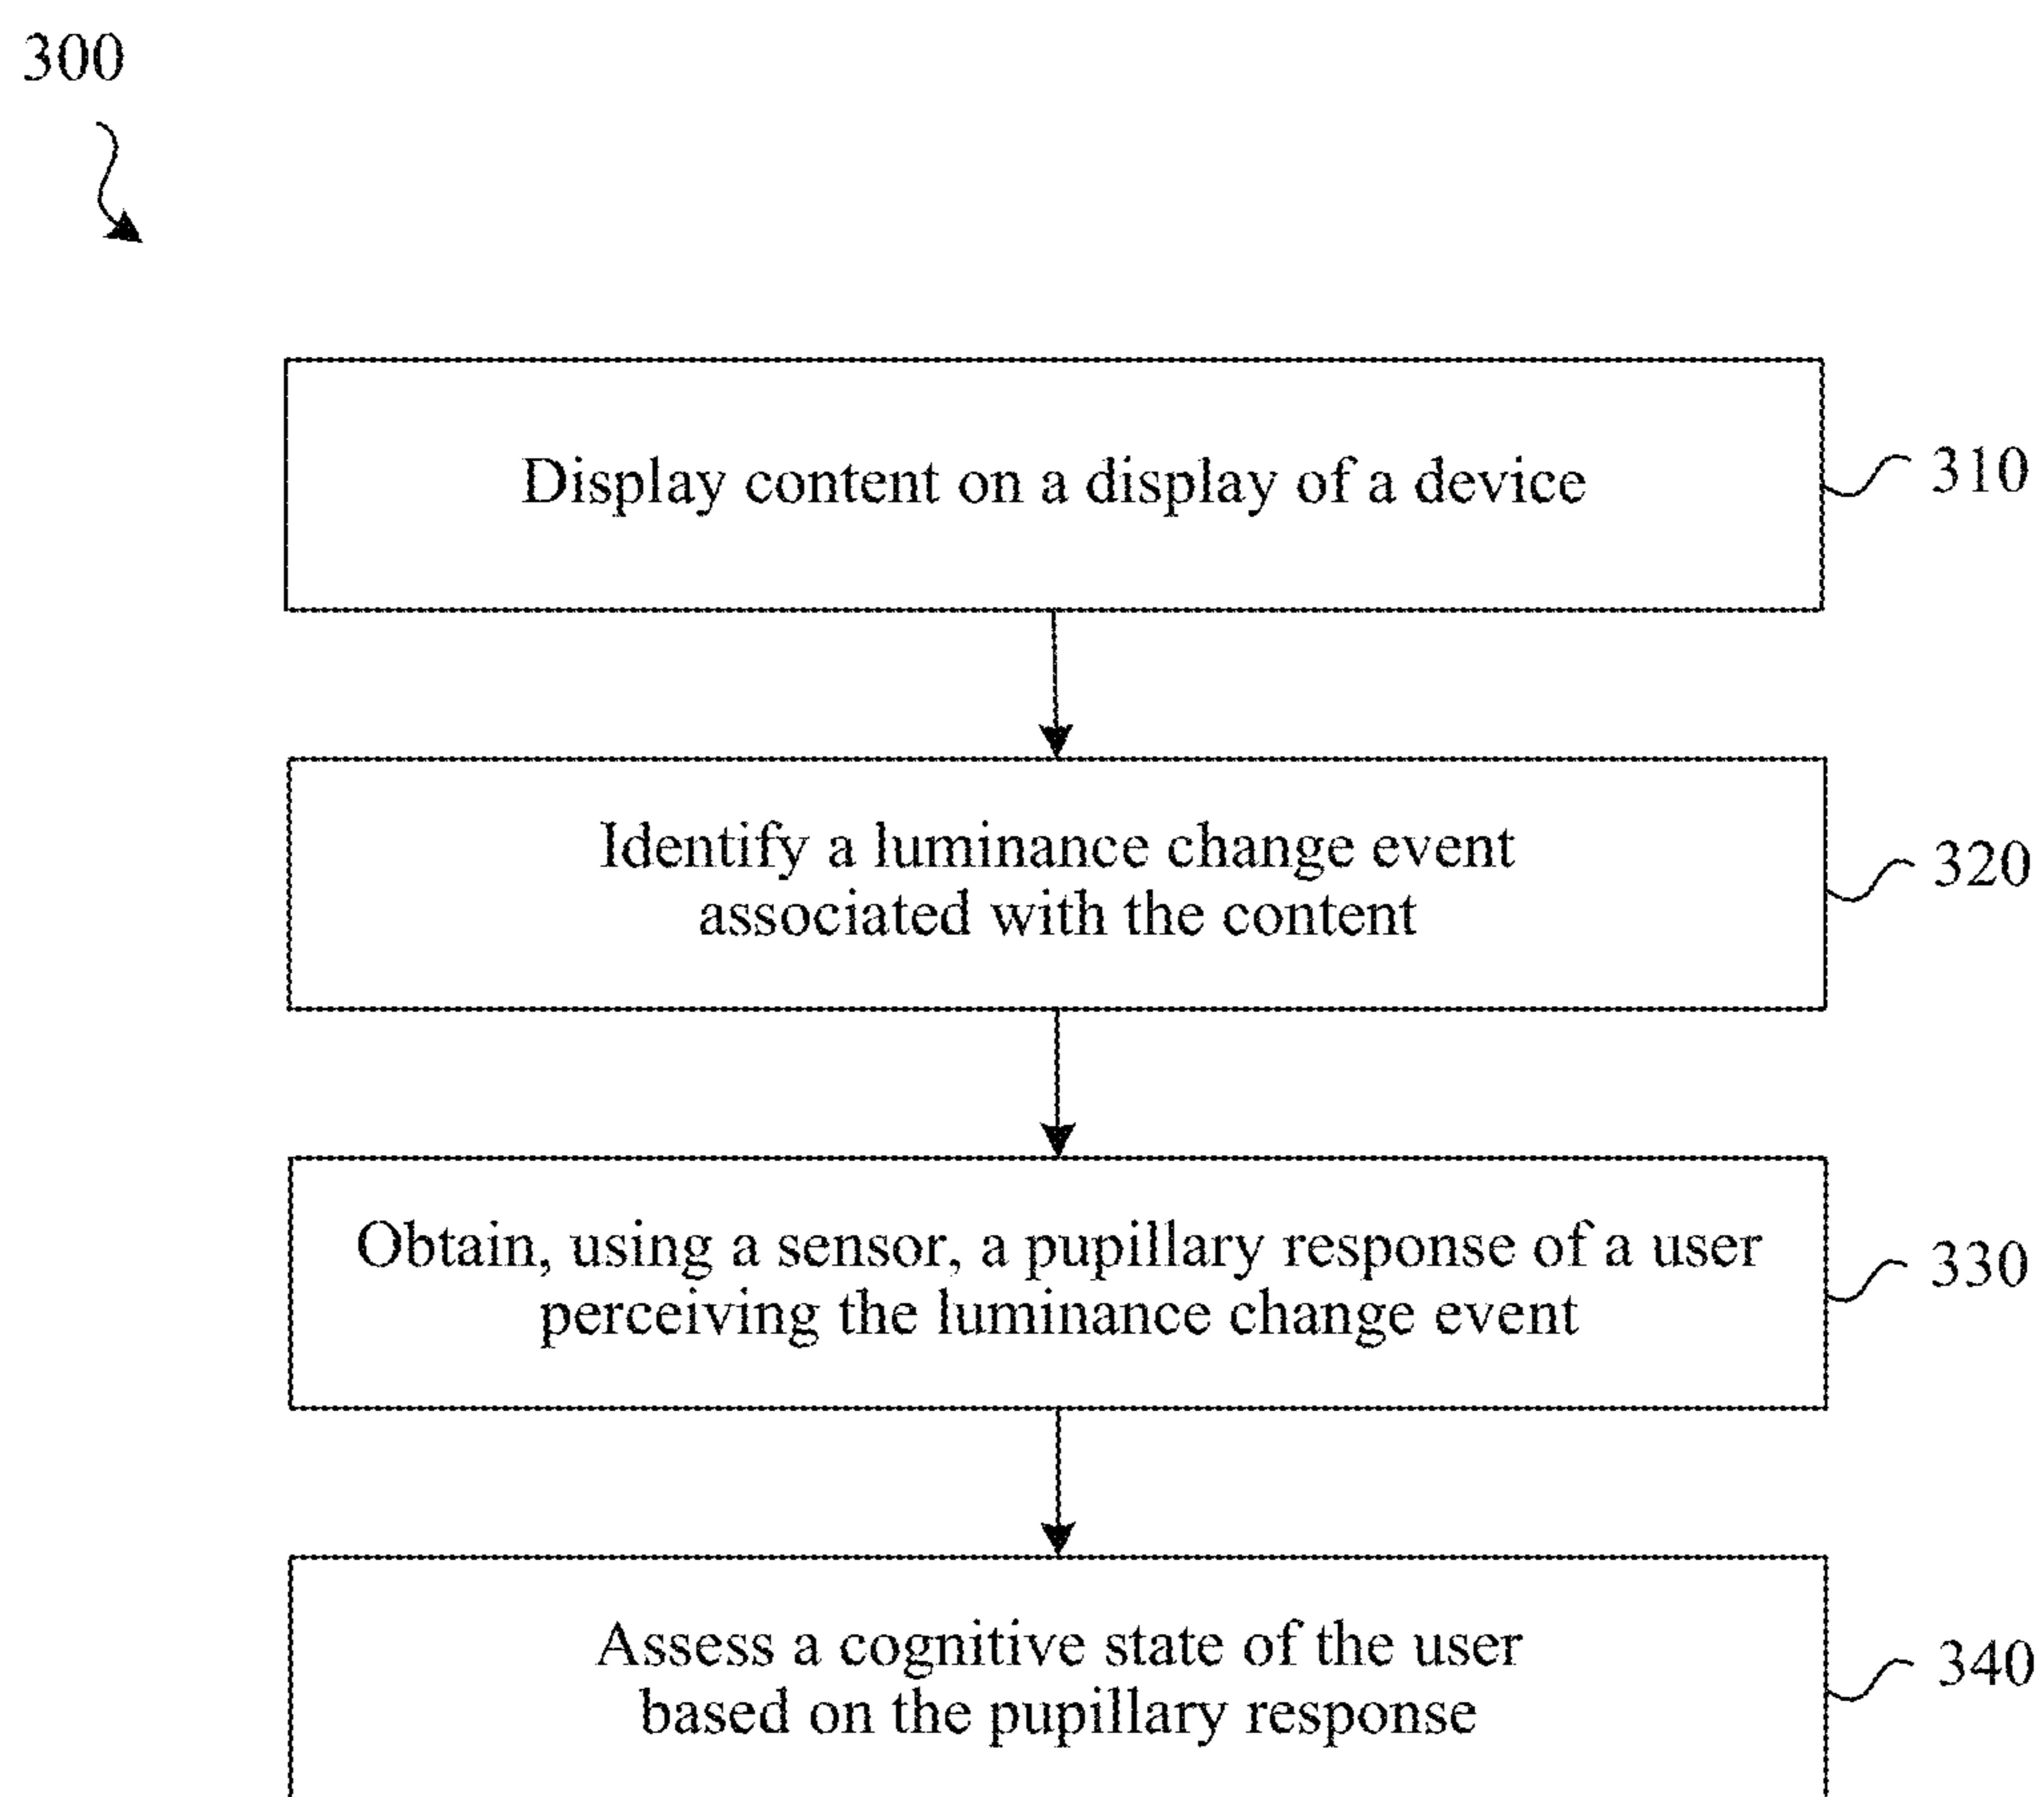 300
Display content on a display of a device
310
Identify a luminance change event
associated with the content
320
Obtain, using a sensor, a pupillary response of a user
perceiving the luminance change event
330
Assess a cognitive state of the user
based on the pupillary response
340